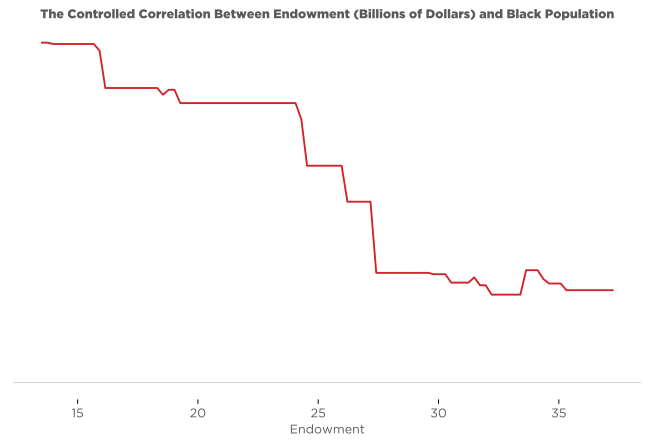 The Controlled Correlation Between Endowment (Billions of Dollars) and Black Population
15 20 25 30 35
Endowment